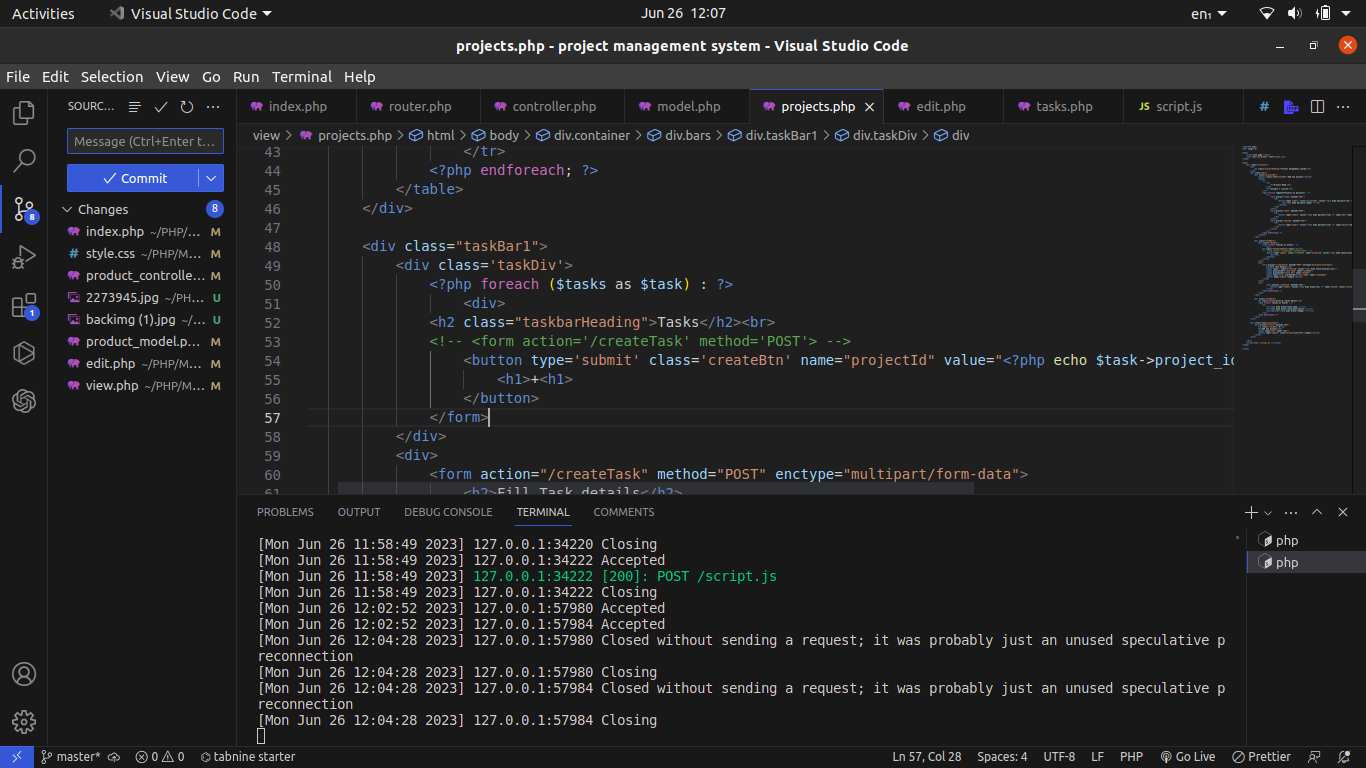 Activities
Visual Studio Code
Jun 26 12:07
en₁
projects.php - project management system - Visual Studio Code
File Edit Selection View Go Run Terminal Help
SOURC...
index.php
router.php
controller.php
model.php
projects.php
edit.php
tasks.php
JS script.js
view > projects.php > html > body > div.container > div.bars > div.taskBar1 > div.taskDiv > div
Message (Ctrl+Enter t...
Commit
Changes 8
index.php ~/PHP/... M
style.css ~/PHP/M... M
product_controlle... M
2273945.jpg ~/PH... U
backimg (1).jpg ~/... U
product_model.p... M
edit.php ~/PHP/M... M
view.php ~/PHP/M... M
8
1
43 </tr>
44 <?php endforeach; ?>
45 </table>
46 </div>
47
48 <div class="taskBar1">
49 <div class='taskDiv'>
50 <?php foreach ($tasks as $task) : ?>
51 <div>
52 <h2 class="taskbarHeading">Tasks</h2><br>
53 <!-- <form action='/createTask' method='POST'> -->
54 <button type='submit' class='createBtn' name="projectId" value="<?php echo $task->project_id
55 <h1>+<h1>
56 </button>
57 </form>
58 </div>
59 <div>
60 <form action="/createTask" method="POST" enctype="multipart/form-data">
61 <h2>Fill Task details</h2>
PROBLEMS OUTPUT DEBUG CONSOLE TERMINAL COMMENTS
[Mon Jun 26 11:58:49 2023] 127.0.0.1:34220 Closing
[Mon Jun 26 11:58:49 2023] 127.0.0.1:34222 Accepted
[Mon Jun 26 11:58:49 2023] 127.0.0.1:34222 [200]: POST /script.js
[Mon Jun 26 11:58:49 2023] 127.0.0.1:34222 Closing
[Mon Jun 26 12:02:52 2023] 127.0.0.1:57980 Accepted
[Mon Jun 26 12:02:52 2023] 127.0.0.1:57984 Accepted
[Mon Jun 26 12:04:28 2023] 127.0.0.1:57980 Closed without sending a request; it was probably just an unused speculative p
reconnection
[Mon Jun 26 12:04:28 2023] 127.0.0.1:57980 Closing
[Mon Jun 26 12:04:28 2023] 127.0.0.1:57984 Closed without sending a request; it was probably just an unused speculative p
reconnection
[Mon Jun 26 12:04:28 2023] 127.0.0.1:57984 Closing
php
php
master* 0 0 tabnine starter
Ln 57, Col 28 Spaces: 4 UTF-8 LF PHP Go Live Prettier